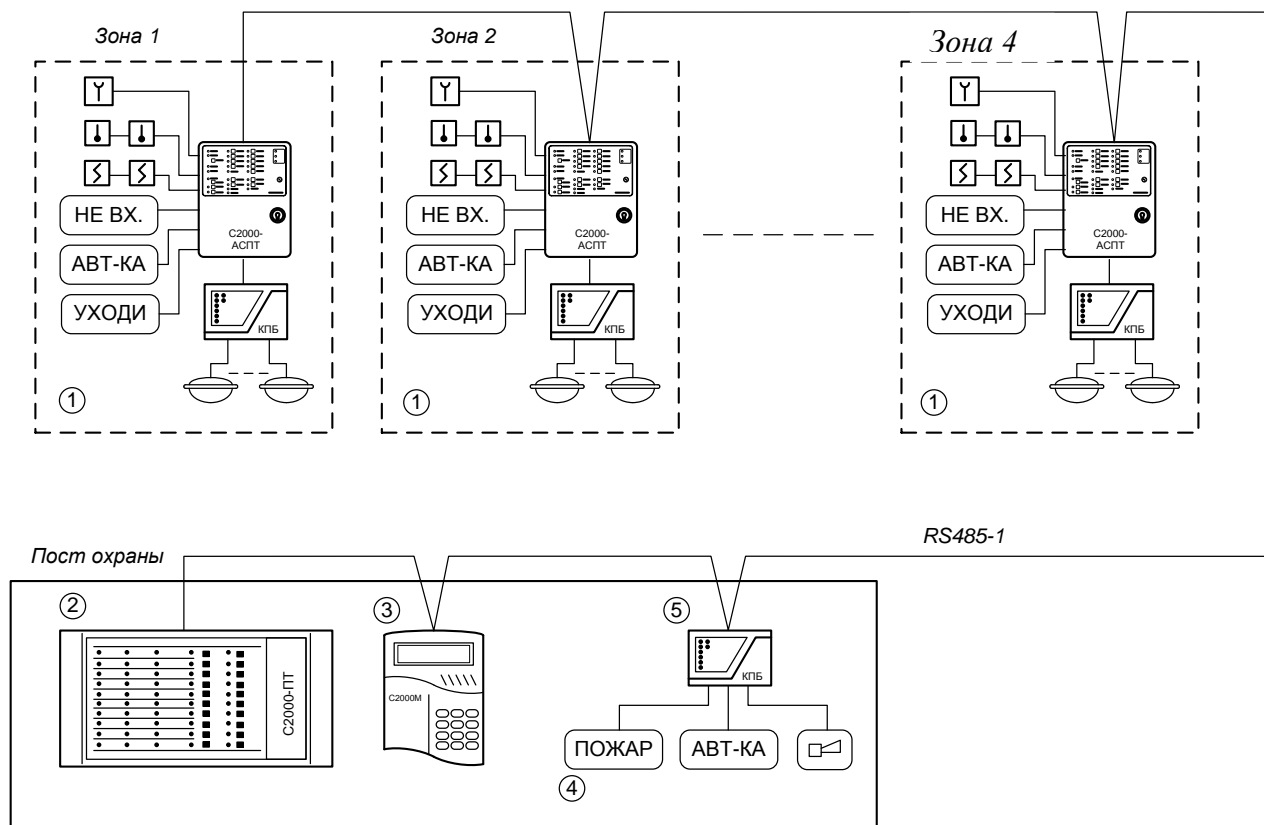 Зона 1
Зона 2
Зона 4
НЕ ВХ.
АВТ-КА
УХОДИ
С2000-
АСПТ
КПБ
1
НЕ ВХ.
АВТ-КА
УХОДИ
С2000-
АСПТ
КПБ
1
НЕ ВХ.
АВТ-КА
УХОДИ
С2000-
АСПТ
КПБ
1
RS485-1
Пост охраны
2
С2000-ПТ
3
С2000М
5
КПБ
ПОЖАР
АВТ-КА
4